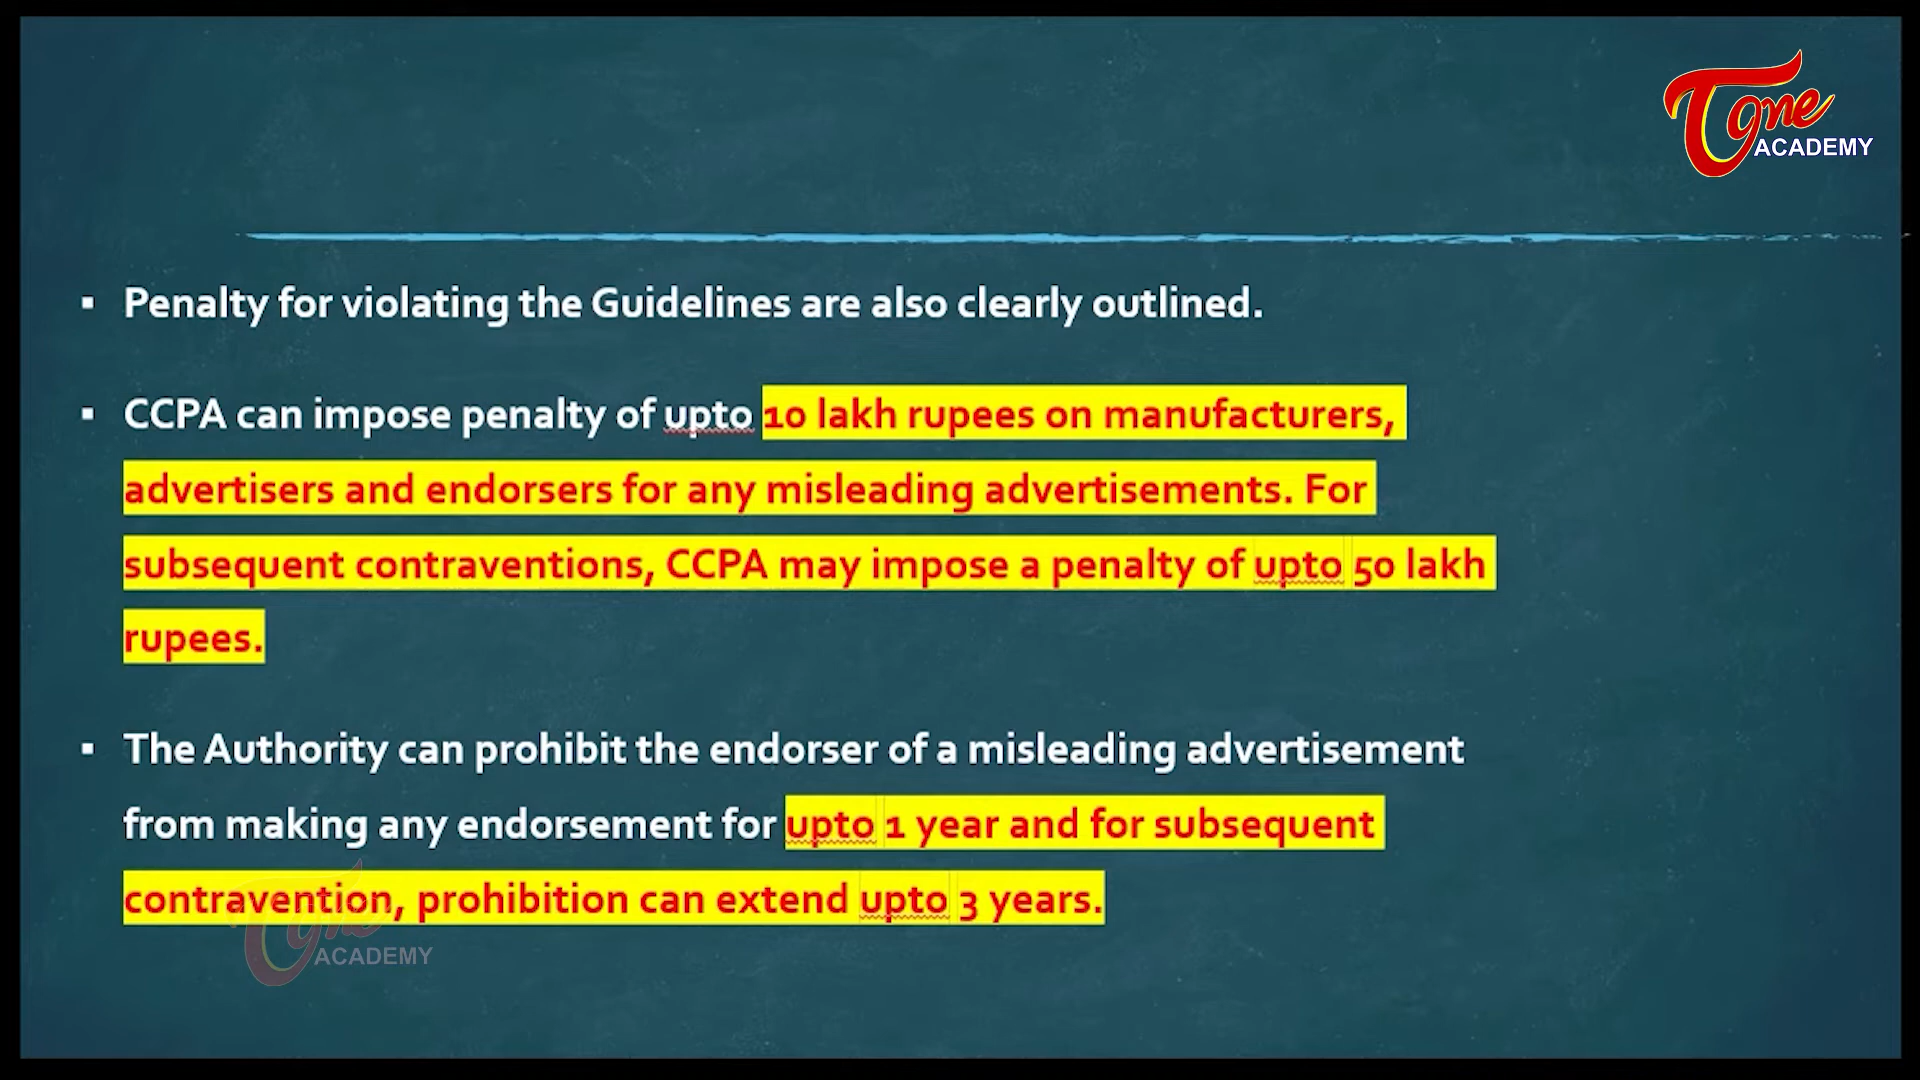 Tone
ACADEMY
▪ Penalty for violating the Guidelines are also clearly outlined.
▪ CCPA can impose penalty of upto 10 lakh rupees on manufacturers,
advertisers and endorsers for any misleading advertisements. For
subsequent contraventions, CCPA may impose a penalty of upto 50 lakh
rupees.
▪ The Authority can prohibit the endorser of a misleading advertisement
from making any endorsement for upto 1 year and for subsequent
contravention, prohibition can extend upto 3 years.
Tone
ACADEMY